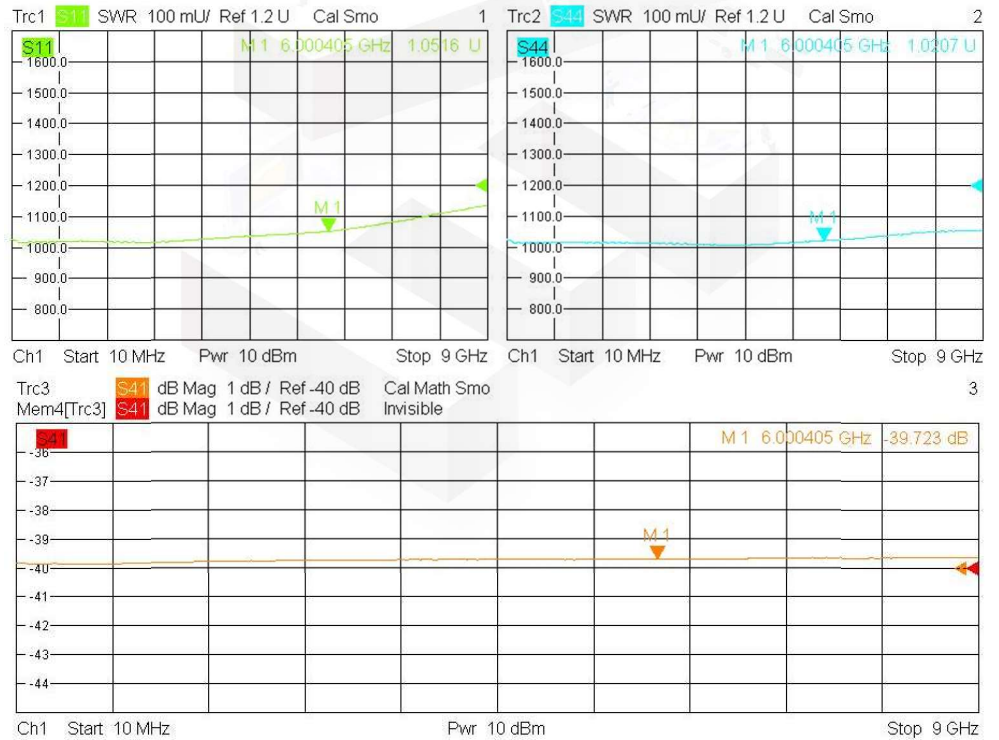 Trc1 S11 SWR 100 mU/ Ref 1.2 U Cal Smo 1
S11 M 1 6.000405 GHz 1.0516 U
1600.0
1500.0
1400.0
1300.0
1200.0
1100.0
1000.0
900.0
800.0
M 1
Ch1 Start 10 MHz Pwr 10 dBm Stop 9 GHz
Trc2 S44 SWR 100 mU/ Ref 1.2 U Cal Smo 2
S44 M 1 6.000405 GHz 1.0207 U
1600.0
1500.0
1400.0
1300.0
1200.0
1100.0
1000.0
900.0
800.0
M 1
Ch1 Start 10 MHz Pwr 10 dBm Stop 9 GHz
Trc3 S41 dB Mag 1 dB / Ref -40 dB Cal Math Smo 3
Mem4[Trc3] S41 dB Mag 1 dB / Ref -40 dB Invisible
S41 M 1 6.000405 GHz -39.723 dB
-36
-37
-38
-39
-40
-41
-42
-43
-44
M 1
Ch1 Start 10 MHz Pwr 10 dBm Stop 9 GHz